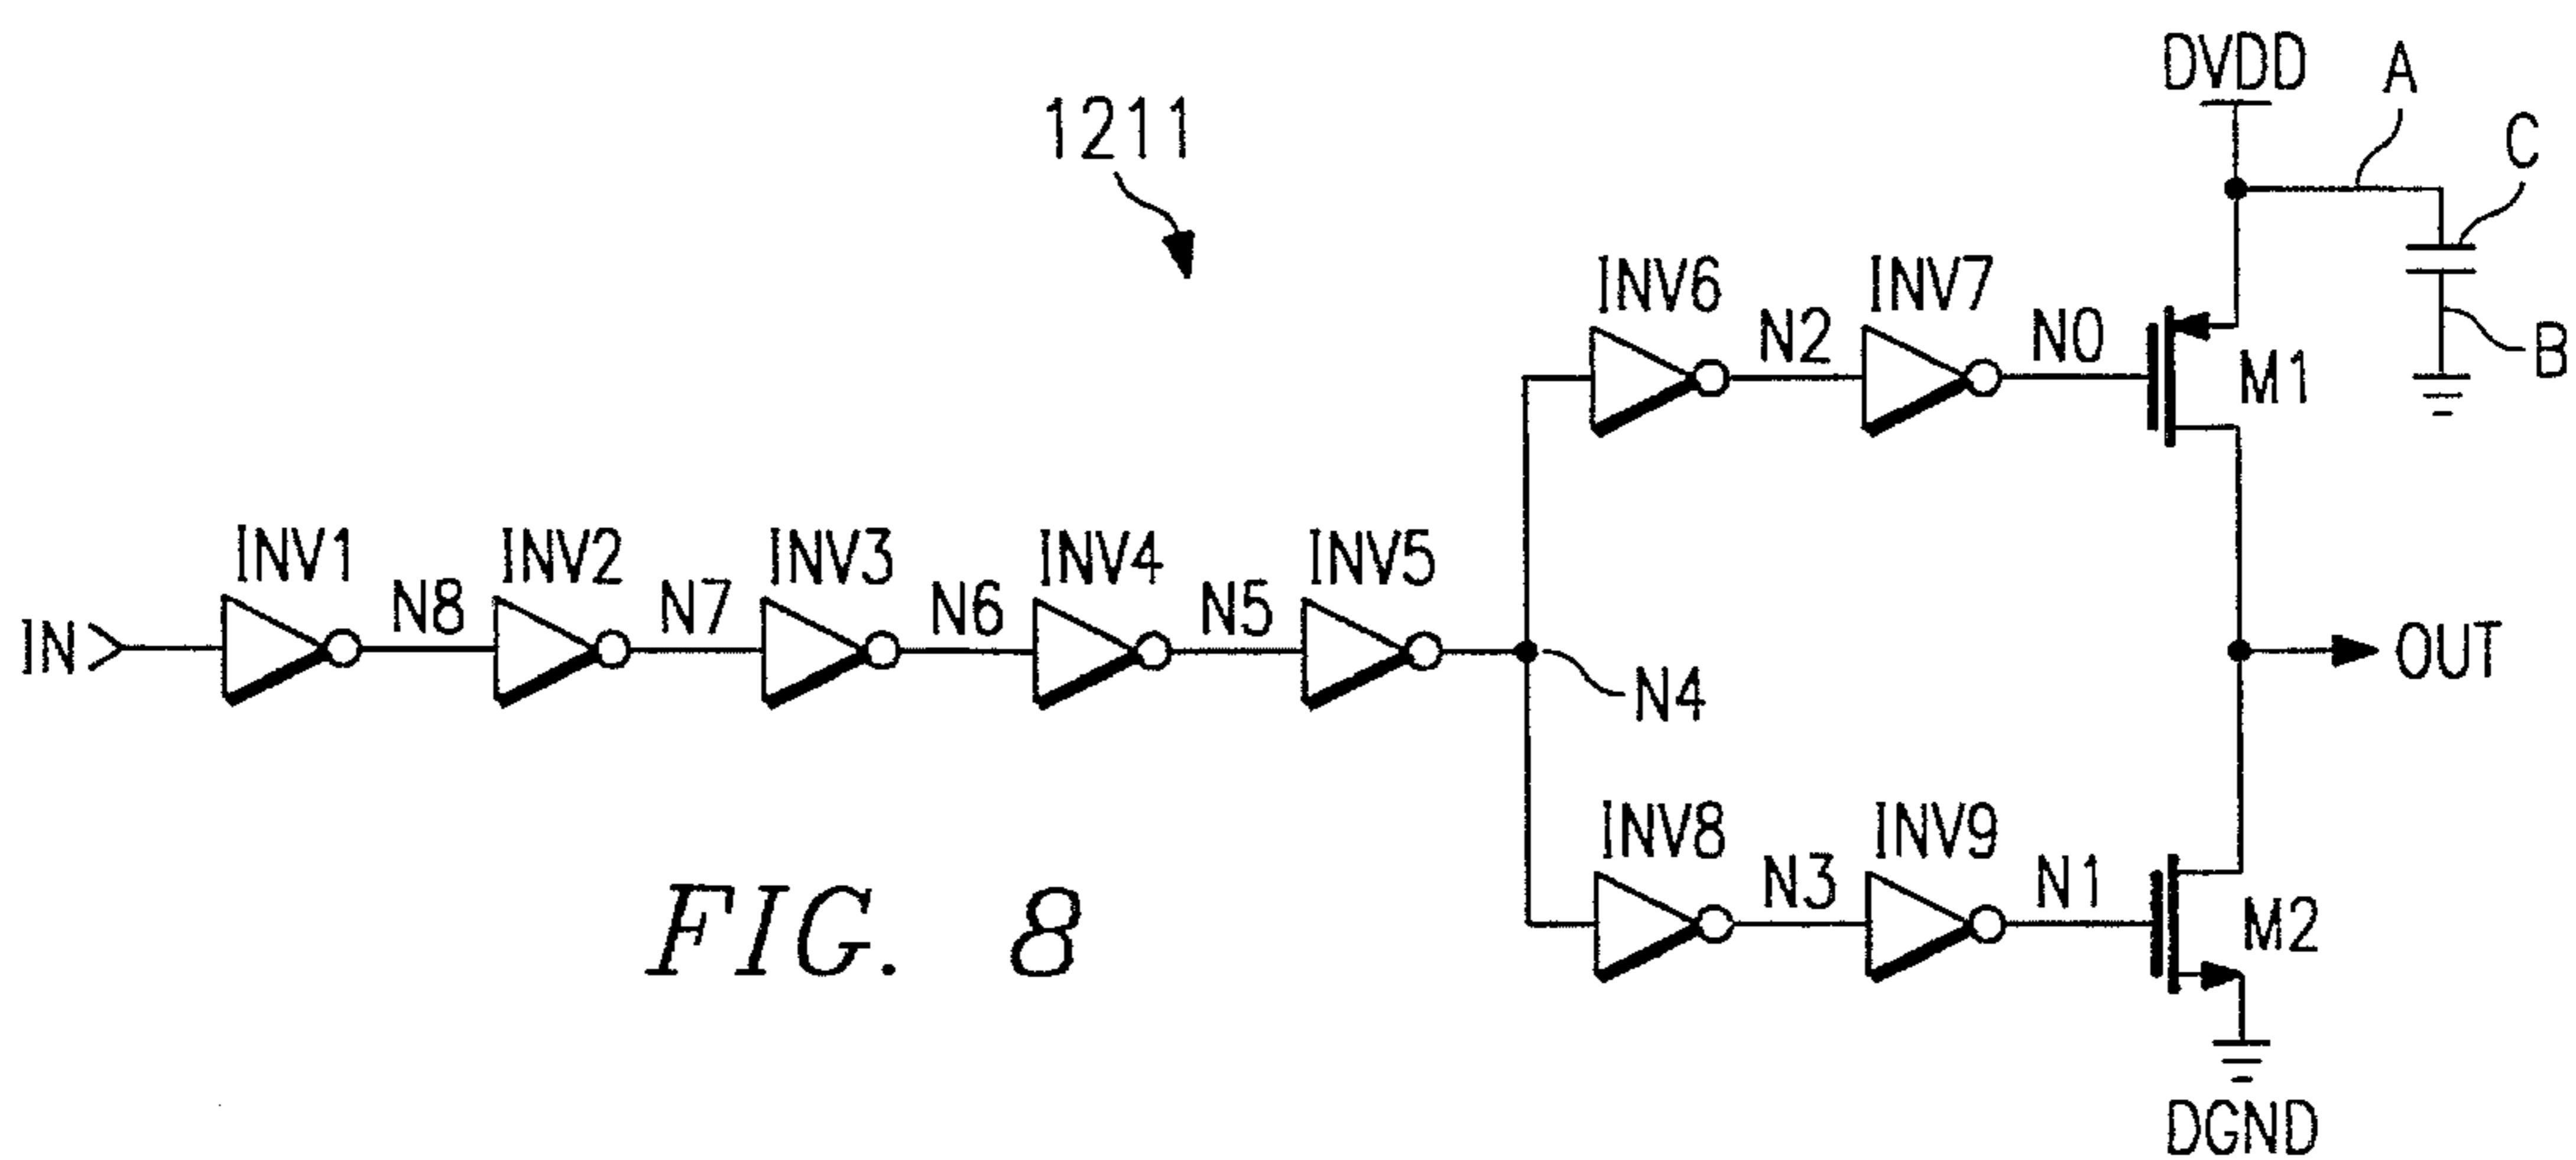 DVDD
A
C
1211
INV6
N2
INV7
N0
M1
B
INV1
N8
INV2
N7
INV3
N6
INV4
N5
INV5
IN
N4
OUT
INV8
N3
INV9
N1
M2
FIG. 8
DGND